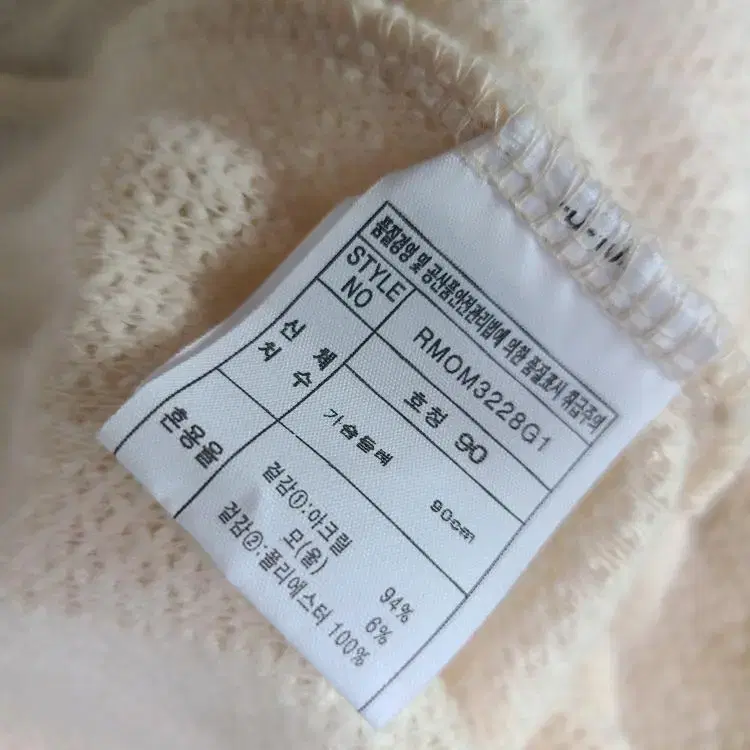 품질경영 및 공산품안전관리법에 의한 품질표시 취급주의
STYLE NO RMOM3228G1
신체 치수 호칭 90
가슴둘레 90cm
혼용율 겉감①:아크릴 94%
모(울) 6%
겉감②:폴리에스터 100%